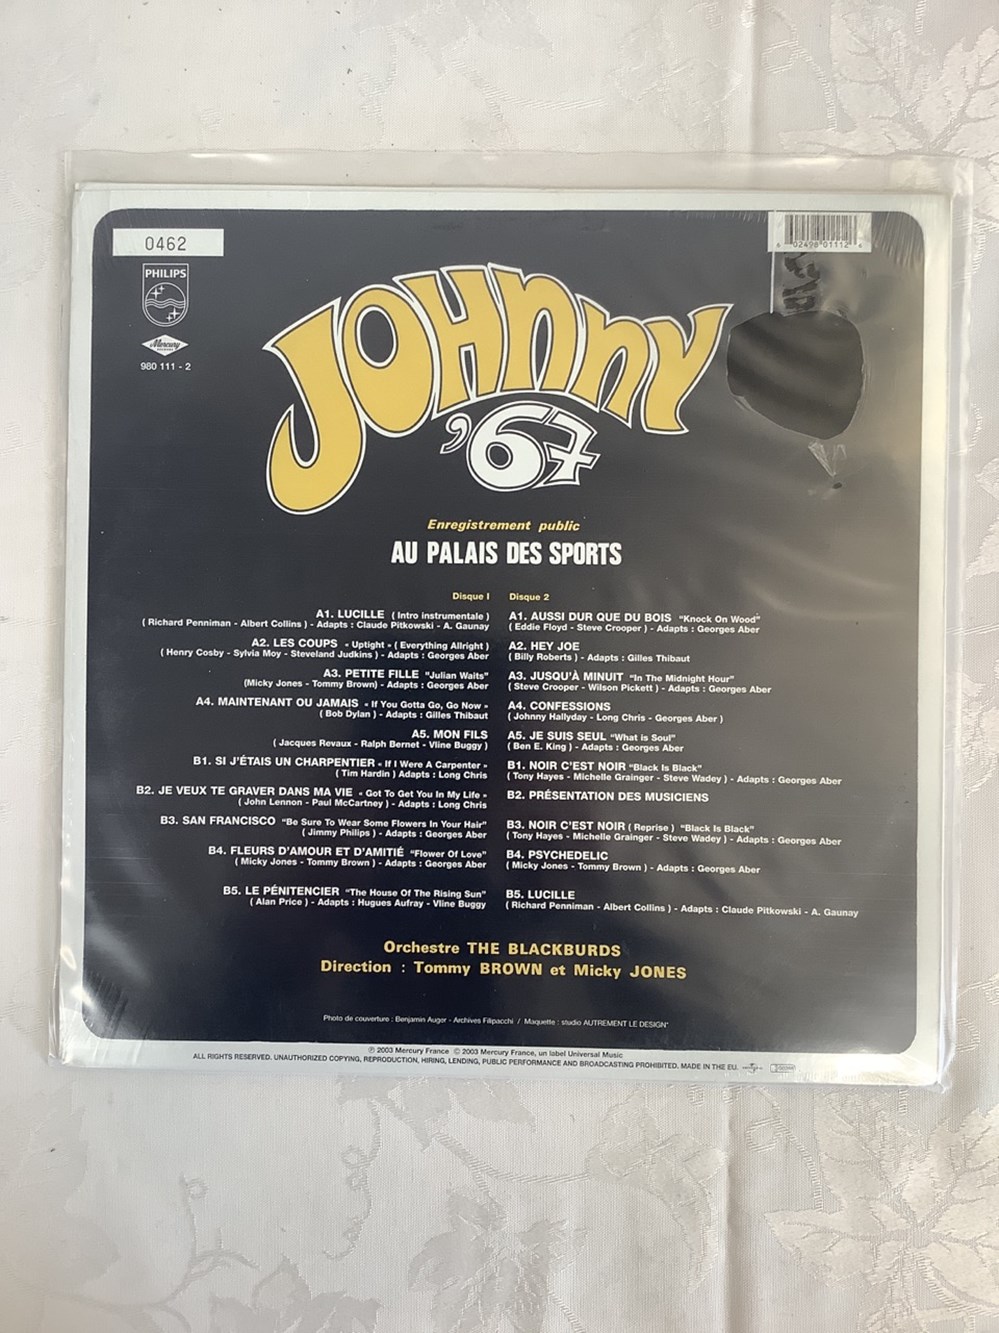 0462
PHILIPS
Mercury
980 111 - 2
JOHNNY
'67
Enregistrement public
AU PALAIS DES SPORTS
Disque I
A1. LUCILLE ( Intro instrumentale )
( Richard Penniman - Albert Collins ) - Adapts : Claude Pitkowski - A. Gaunay
A2. LES COUPS « Uptight » ( Everything Allright )
( Henry Cosby - Sylvia Moy - Steveland Judkins ) - Adapts : Georges Aber
A3. PETITE FILLE "Julian Waits"
(Micky Jones - Tommy Brown) - Adapts : Georges Aber
A4. MAINTENANT OU JAMAIS « If You Gotta Go, Go Now »
( Bob Dylan ) - Adapts : Gilles Thibaut
A5. MON FILS
( Jacques Revaux - Ralph Bernet - Vline Buggy )
B1. SI J'ÉTAIS UN CHARPENTIER « If I Were A Carpenter »
( Tim Hardin ) Adapts : Long Chris
B2. JE VEUX TE GRAVER DANS MA VIE « Got To Get You In My Life »
( John Lennon - Paul McCartney ) - Adapts : Long Chris
B3. SAN FRANCISCO "Be Sure To Wear Some Flowers In Your Hair"
( Jimmy Philips ) - Adapts : Georges Aber
B4. FLEURS D'AMOUR ET D'AMITIÉ "Flower Of Love"
( Micky Jones - Tommy Brown ) - Adapts : Georges Aber
B5. LE PÉNITENCIER "The House Of The Rising Sun"
( Alan Price ) - Adapts : Hugues Aufray - Vline Buggy
Disque 2
A1. AUSSI DUR QUE DU BOIS "Knock On Wood"
( Eddie Floyd - Steve Crooper ) - Adapts : Georges Aber
A2. HEY JOE
( Billy Roberts ) - Adapts : Gilles Thibaut
A3. JUSQU'À MINUIT "In The Midnight Hour"
( Steve Crooper - Wilson Pickett ) - Adapts : Georges Aber
A4. CONFESSIONS
( Johnny Hallyday - Long Chris - Georges Aber )
A5. JE SUIS SEUL "What is Soul"
( Ben E. King ) - Adapts : Georges Aber
B1. NOIR C'EST NOIR "Black Is Black"
( Tony Hayes - Michelle Grainger - Steve Wadey ) - Adapts : Georges Aber
B2. PRÉSENTATION DES MUSICIENS
B3. NOIR C'EST NOIR ( Reprise ) "Black Is Black"
( Tony Hayes - Michelle Grainger - Steve Wadey ) - Adapts : Georges Aber
B4. PSYCHEDELIC
( Micky Jones - Tommy Brown ) - Adapts : Georges Aber
B5. LUCILLE
( Richard Penniman - Albert Collins ) - Adapts : Claude Pitkowski - A. Gaunay
Orchestre THE BLACKBURDS
Direction : Tommy BROWN et Micky JONES
Photo de couverture : Benjamin Auger - Archives Filipacchi / Maquette : studio AUTREMENT LE DESIGN"
℗ 2003 Mercury France © 2003 Mercury France, un label Universal Music
ALL RIGHTS RESERVED. UNAUTHORIZED COPYING, REPRODUCTION, HIRING, LENDING, PUBLIC PERFORMANCE AND BROADCASTING PROHIBITED. MADE IN THE EU.